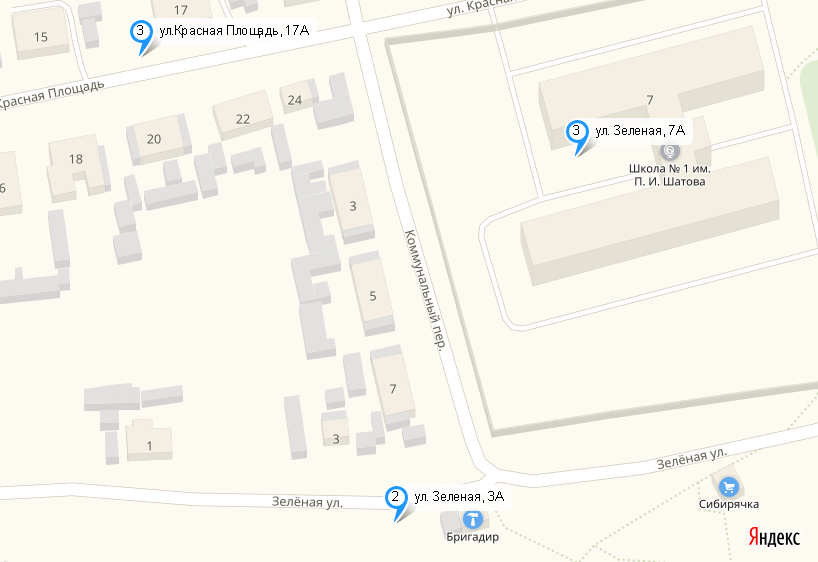 17
3
ул.Красная Площадь, 17А
ул. Красная
15
Красная Площадь
24
22
20
18
7
3
ул. Зеленая, 7А
Школа № 1 им.
П. И. Шатова
3
Коммунальный пер.
5
7
3
1
Зелёная ул.
Зелёная ул.
2
ул. Зеленая, 3А
Сибирячка
Бригадир
Яндекс